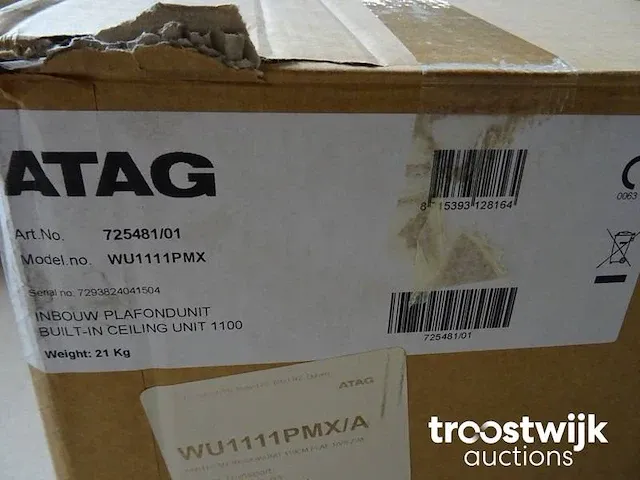 ATAG
8 715393 128164
0063
Art.No. 725481/01
Model.no. WU1111PMX
Serial no. 7293824041504
INBOUW PLAFONDUNIT
BUILT-IN CEILING UNIT 1100
725481/01
Weight: 21 Kg
ATAG
WU1111PMX/A
troostwijk
auctions